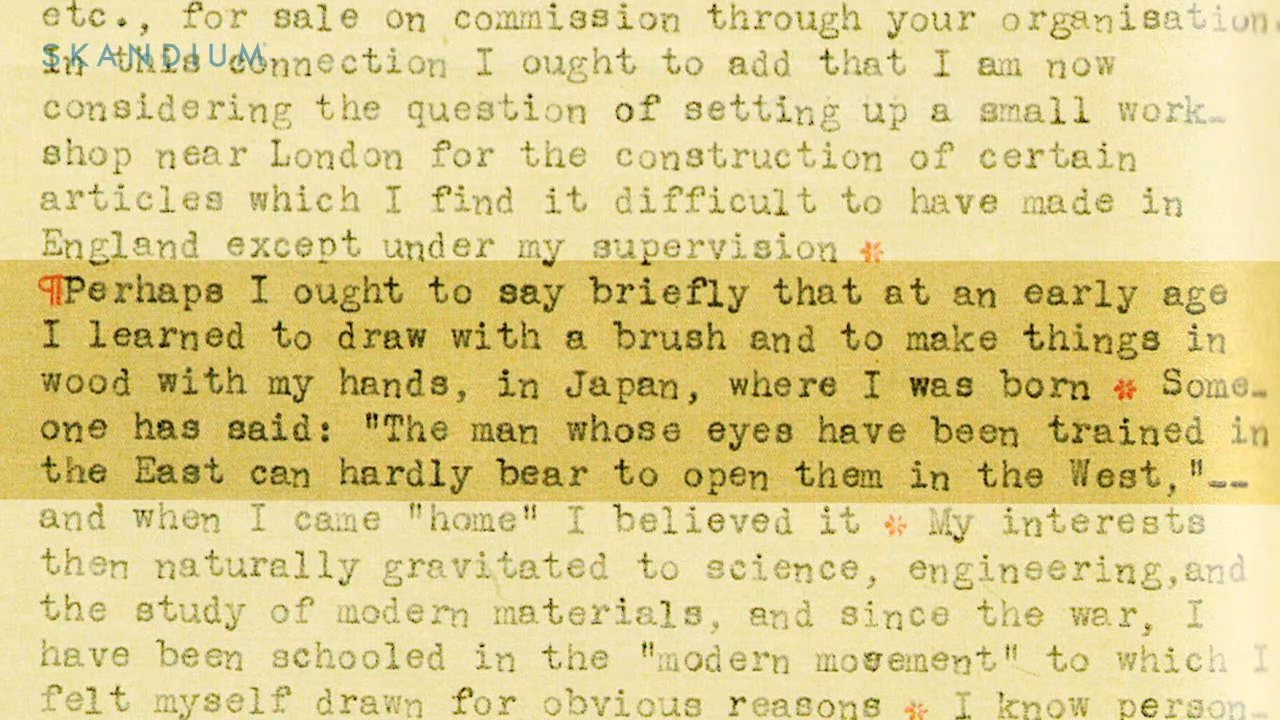 etc., for sale on commission through your organisation.
SKANDIUM
In this connection I ought to add that I am now
considering the question of setting up a small work-
shop near London for the construction of certain
articles which I find it difficult to have made in
England except under my supervision *
¶Perhaps I ought to say briefly that at an early age
I learned to draw with a brush and to make things in
wood with my hands, in Japan, where I was born * Some-
one has said: "The man whose eyes have been trained in
the East can hardly bear to open them in the West,"--
and when I came "home" I believed it * My interests
then naturally gravitated to science, engineering,and
the study of modern materials, and since the war, I
have been schooled in the "modern movement" to which I
felt myself drawn for obvious reasons * I know person-